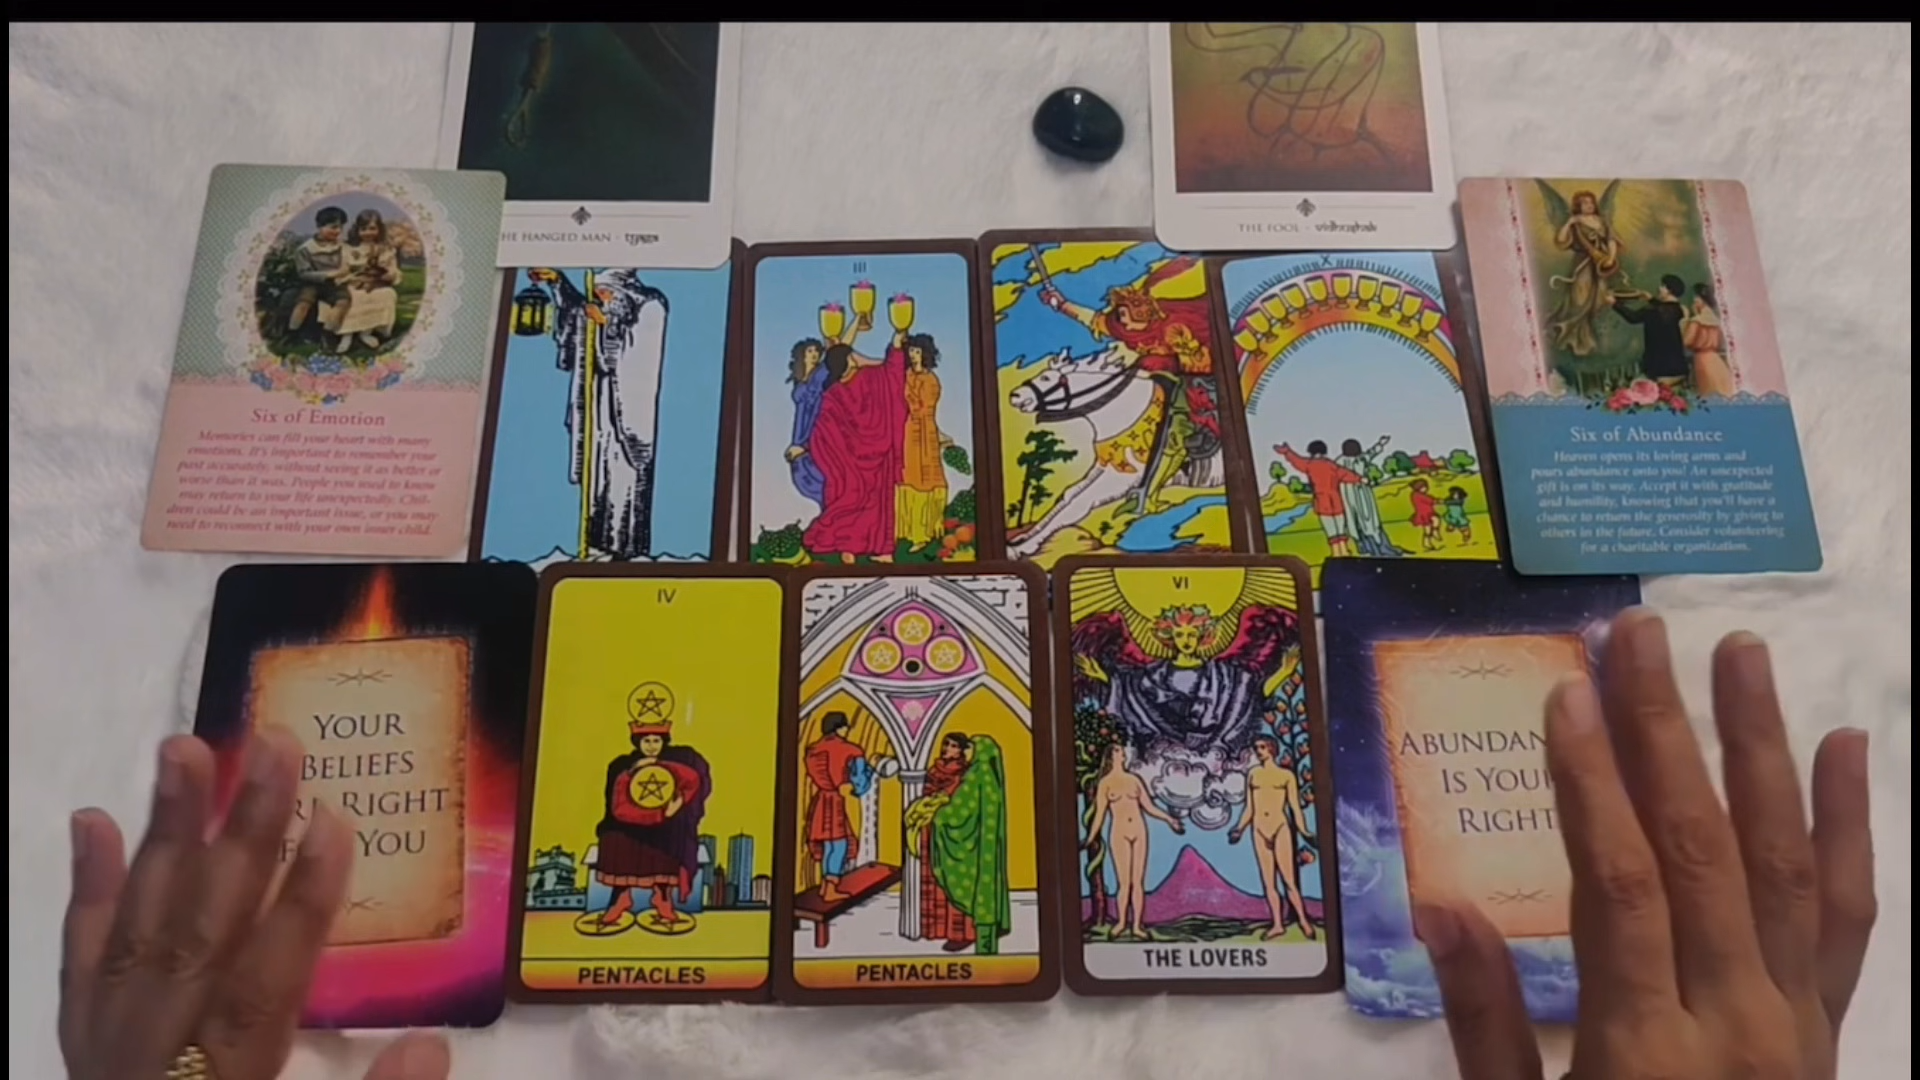 HE HANGED MAN - tyaga
THE FOOL - vidhushak
Six of Emotion
Memories can fill your heart with many
emotions. It's important to remember your
past accurately, without seeing it as better or
worse than it was. People you used to know
may return to your life unexpectedly. Chil-
dren could be an important issue, or you may
need to reconnect with your own inner child.
III
X
Six of Abundance
Heaven opens its loving arms and
pours abundance onto you! An unexpected
gift is on its way. Accept it with gratitude
and humility, knowing that you'll have a
chance to return the generosity by giving to
others in the future. Consider volunteering
for a charitable organization.
YOUR
BELIEFS
RIGHT
YOU
IV
PENTACLES
III
PENTACLES
VI
THE LOVERS
ABUNDAN
IS YOU
RIGHT